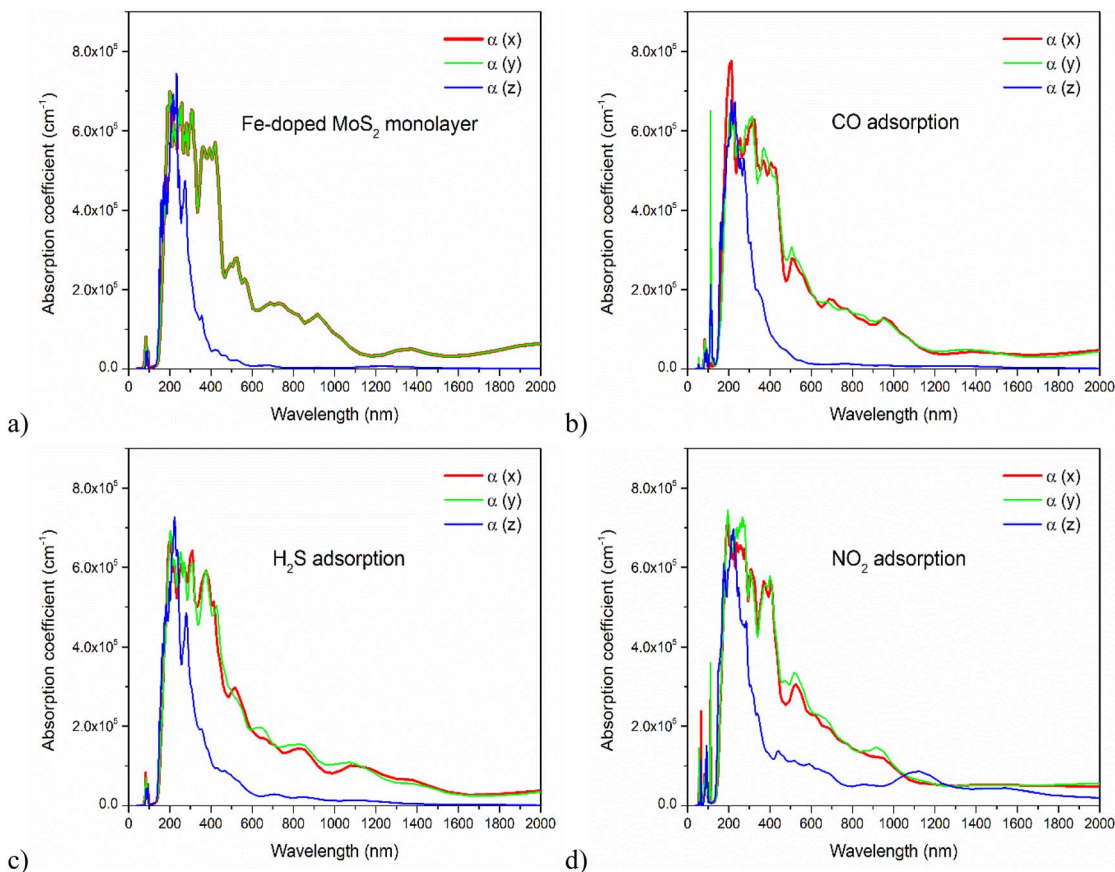 8.0x10⁵
6.0x10⁵
4.0x10⁵
2.0x10⁵
0.0
Absorption coefficient (cm⁻¹)
α (x)
α (y)
α (z)
Fe-doped MoS₂ monolayer
0 200 400 600 800 1000 1200 1400 1600 1800 2000
Wavelength (nm)
a)
8.0x10⁵
6.0x10⁵
4.0x10⁵
2.0x10⁵
0.0
Absorption coefficient (cm⁻¹)
α (x)
α (y)
α (z)
CO adsorption
0 200 400 600 800 1000 1200 1400 1600 1800 2000
Wavelength (nm)
b)
8.0x10⁵
6.0x10⁵
4.0x10⁵
2.0x10⁵
0.0
Absorption coefficient (cm⁻¹)
α (x)
α (y)
α (z)
H₂S adsorption
0 200 400 600 800 1000 1200 1400 1600 1800 2000
Wavelength (nm)
c)
8.0x10⁵
6.0x10⁵
4.0x10⁵
2.0x10⁵
0.0
Absorption coefficient (cm⁻¹)
α (x)
α (y)
α (z)
NO₂ adsorption
0 200 400 600 800 1000 1200 1400 1600 1800 2000
Wavelength (nm)
d)